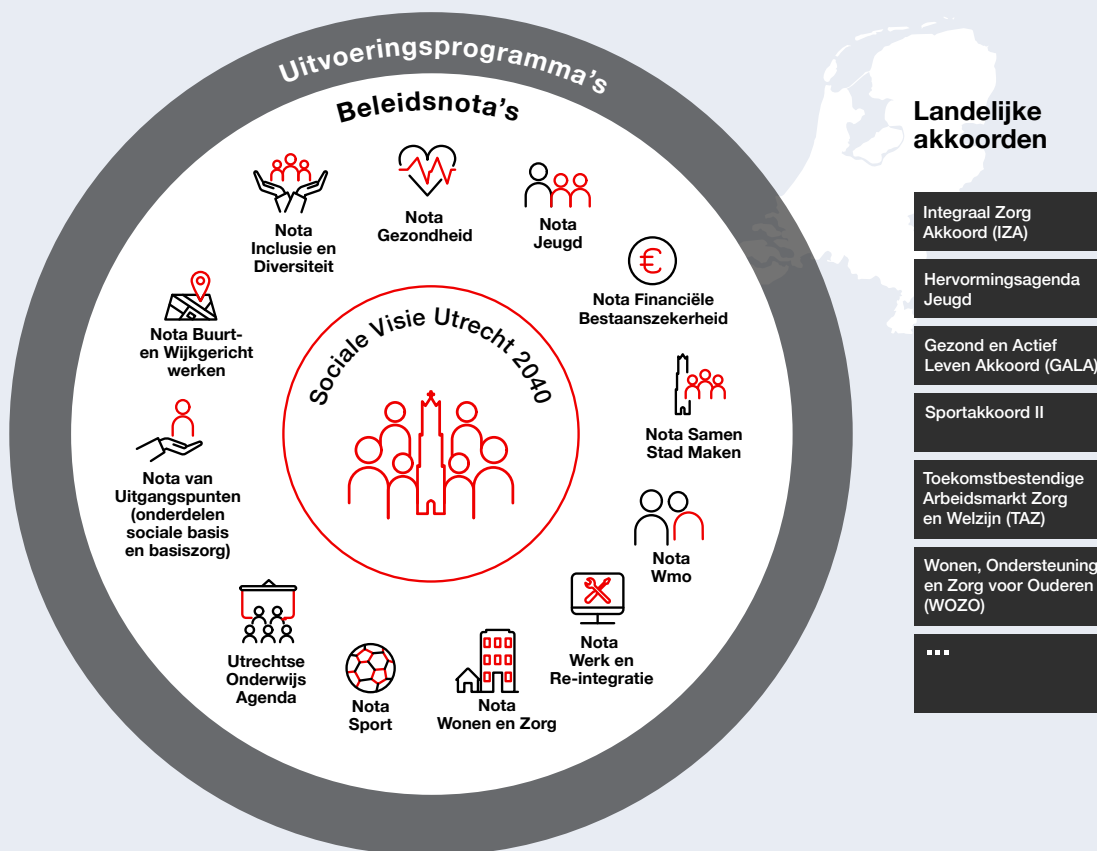 Uitvoeringsprogramma's
Beleidsnota's
Nota
Inclusie en
Diversiteit
Nota
Gezondheid
Nota
Jeugd
€
Nota Financiële
Bestaanszekerheid
Nota Samen
Stad Maken
Nota
Wmo
Nota
Werk en
Re-integratie
Nota
Wonen en Zorg
Nota
Sport
Utrechtse
Onderwijs
Agenda
Nota van
Uitgangspunten
(onderdelen
sociale basis
en basiszorg)
Nota Buurt-
en Wijkgericht
werken
Sociale Visie Utrecht 2040
Landelijke
akkoorden
Integraal Zorg
Akkoord (IZA)
Hervormingsagenda
Jeugd
Gezond en Actief
Leven Akkoord (GALA)
Sportakkoord II
Toekomstbestendige
Arbeidsmarkt Zorg
en Welzijn (TAZ)
Wonen, Ondersteuning
en Zorg voor Ouderen
(WOZO)
...